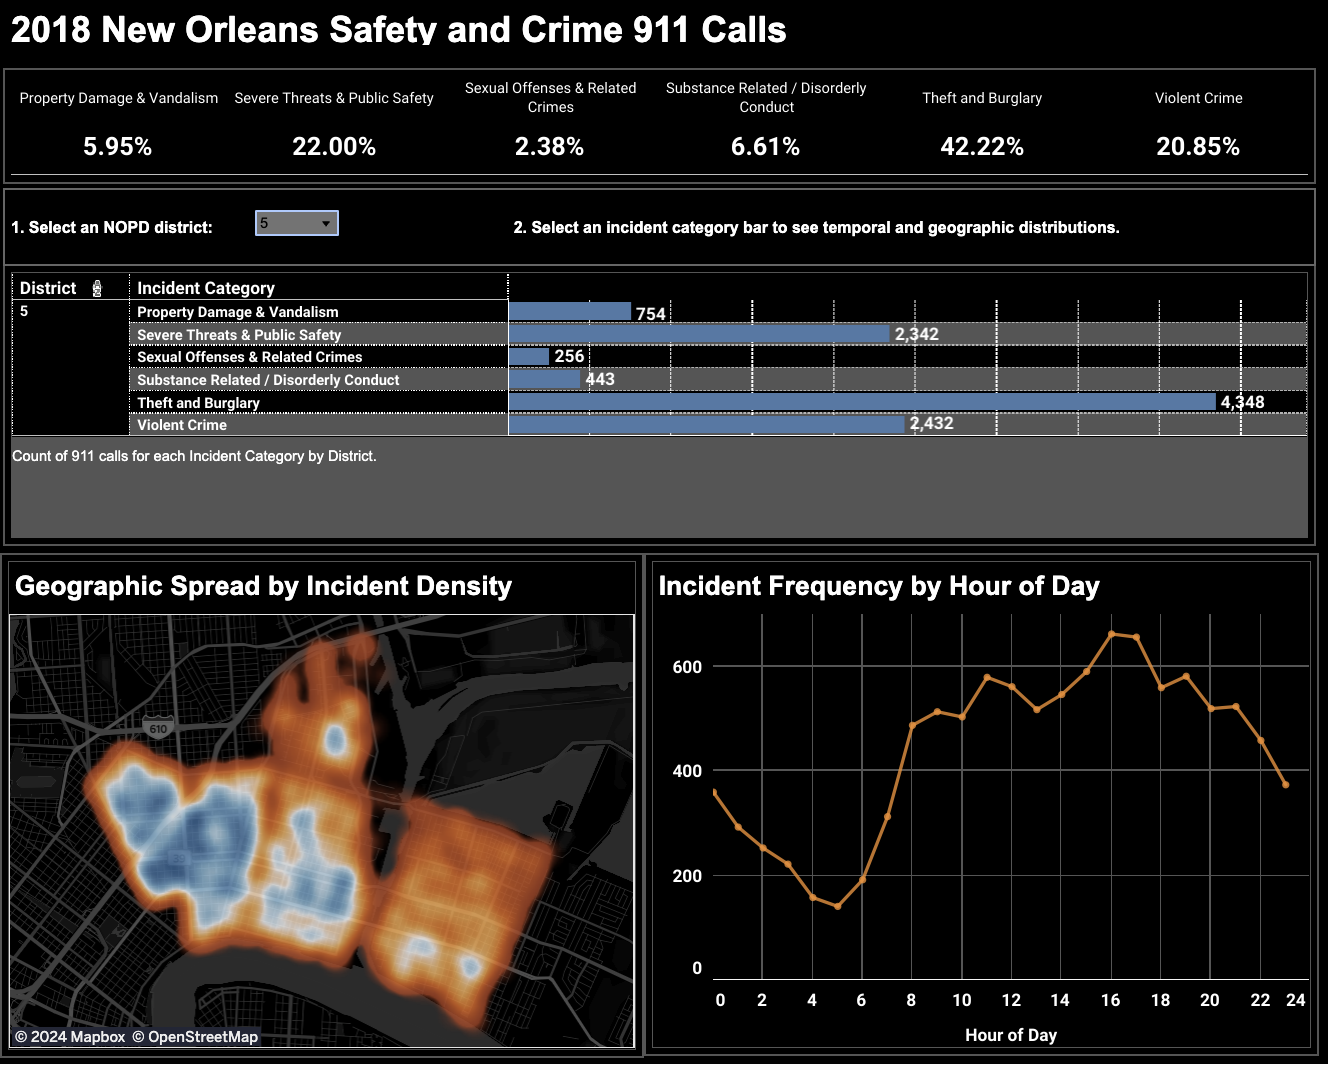 2018 New Orleans Safety and Crime 911 Calls
Property Damage & Vandalism
Severe Threats & Public Safety
Sexual Offenses & Related
Crimes
Substance Related / Disorderly
Conduct
Theft and Burglary
Violent Crime
5.95%
22.00%
2.38%
6.61%
42.22%
20.85%
1. Select an NOPD district:
5
2. Select an incident category bar to see temporal and geographic distributions.
District
Incident Category
5
Property Damage & Vandalism
754
Severe Threats & Public Safety
2,342
Sexual Offenses & Related Crimes
256
Substance Related / Disorderly Conduct
443
Theft and Burglary
4,348
Violent Crime
2,432
Count of 911 calls for each Incident Category by District.
Geographic Spread by Incident Density
610
© 2024 Mapbox © OpenStreetMap
Incident Frequency by Hour of Day
600
400
200
0
0 2 4 6 8 10 12 14 16 18 20 22 24
Hour of Day